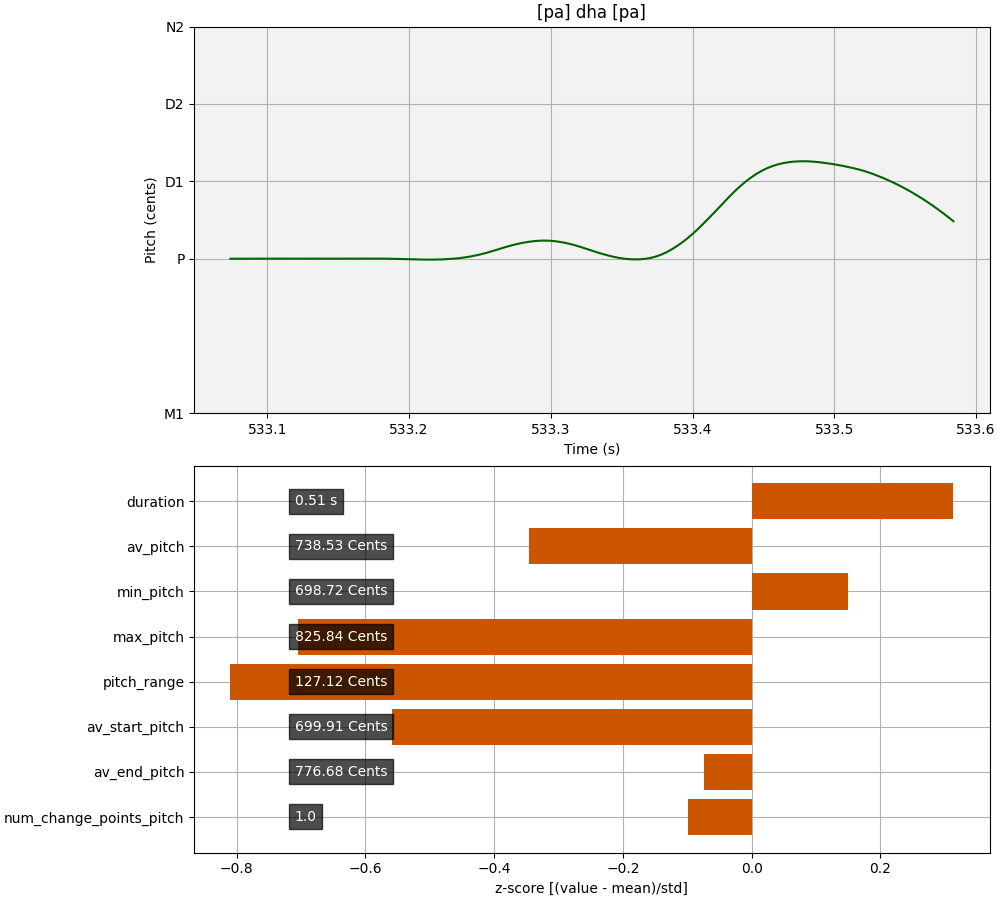 [pa] dha [pa]
N2
D2
D1
P
M1
Pitch (cents)
533.1 533.2 533.3 533.4 533.5 533.6
Time (s)
duration 0.51 s
av_pitch 738.53 Cents
min_pitch 698.72 Cents
max_pitch 825.84 Cents
pitch_range 127.12 Cents
av_start_pitch 699.91 Cents
av_end_pitch 776.68 Cents
num_change_points_pitch 1.0
−0.8 −0.6 −0.4 −0.2 0.0 0.2
z-score [(value - mean)/std]